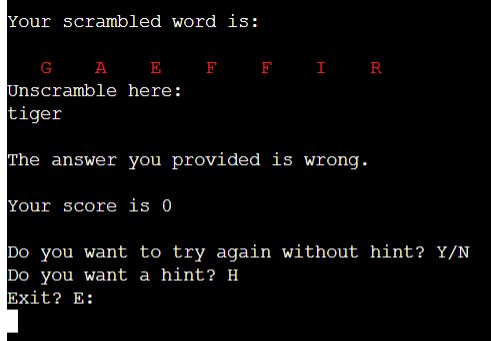 Your scrambled word is:
G A E F F I R
Unscramble here:
tiger
The answer you provided is wrong.
Your score is 0
Do you want to try again without hint? Y/N
Do you want a hint? H
Exit? E: